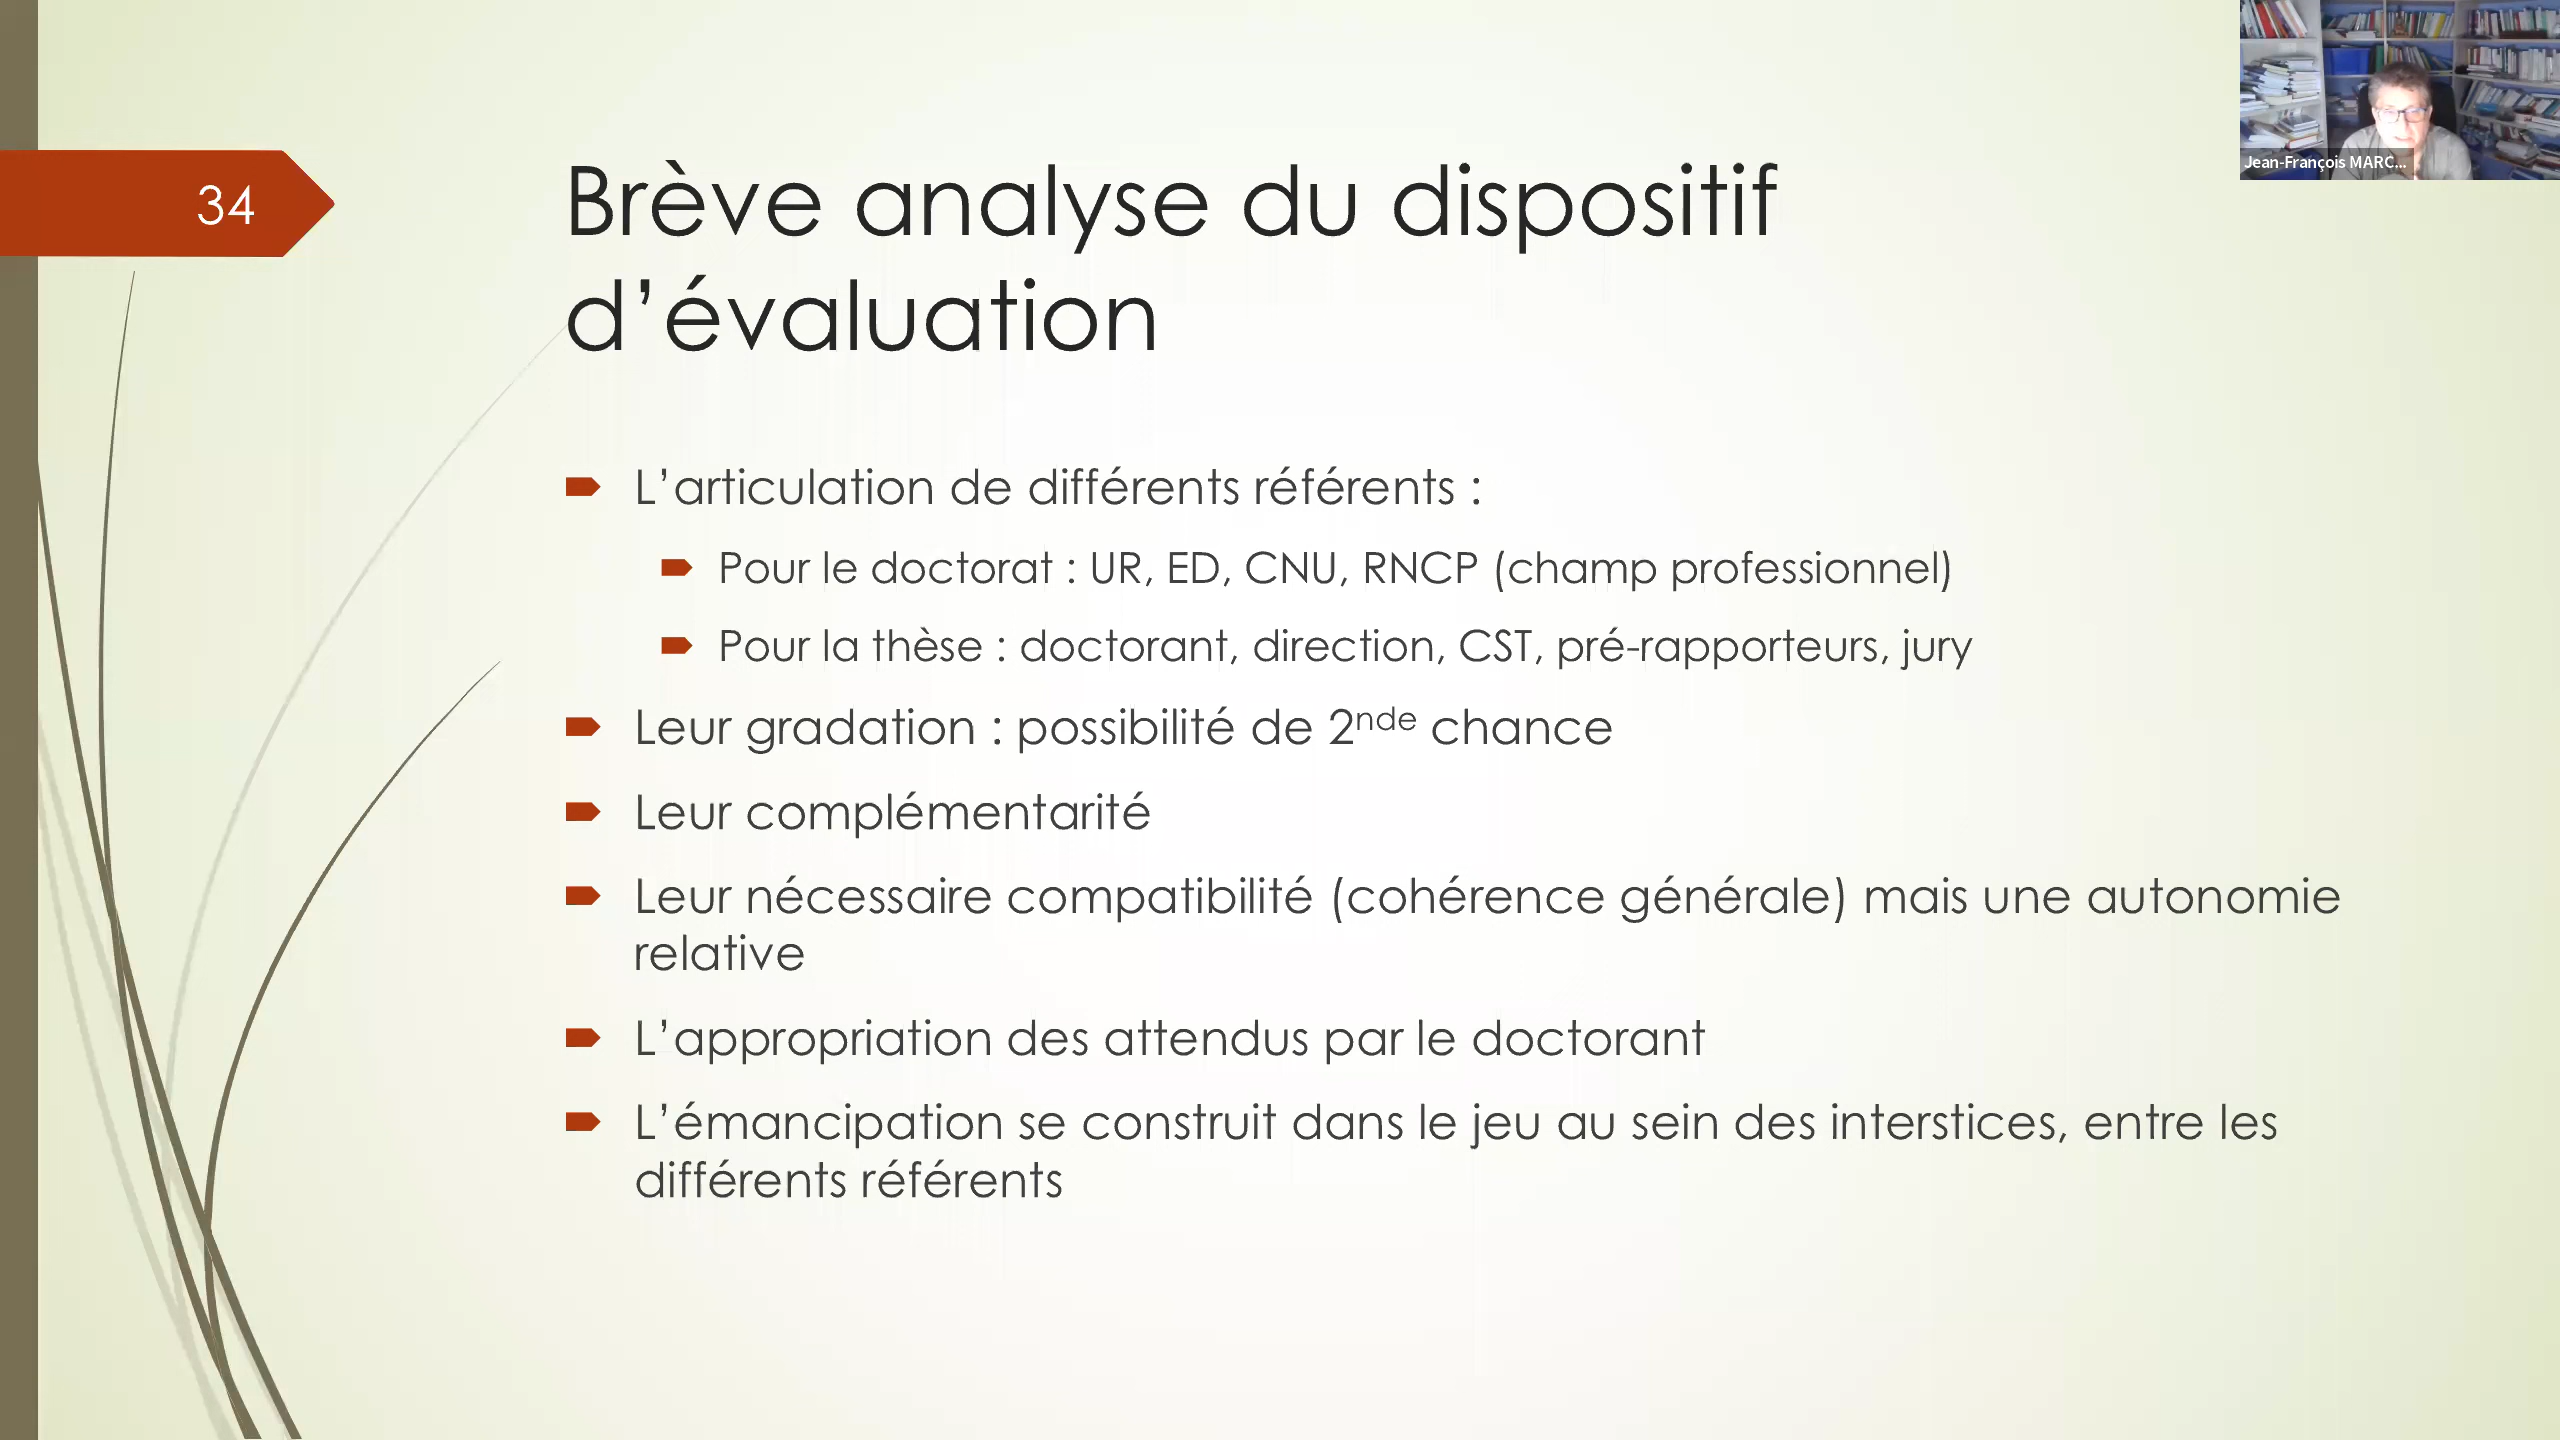 34
Brève analyse du dispositif
d’évaluation
L’articulation de différents référents :
Pour le doctorat : UR, ED, CNU, RNCP (champ professionnel)
Pour la thèse : doctorant, direction, CST, pré-rapporteurs, jury
Leur gradation : possibilité de 2nde chance
Leur complémentarité
Leur nécessaire compatibilité (cohérence générale) mais une autonomie
relative
L’appropriation des attendus par le doctorant
L’émancipation se construit dans le jeu au sein des interstices, entre les
différents référents
Jean-François MARC...